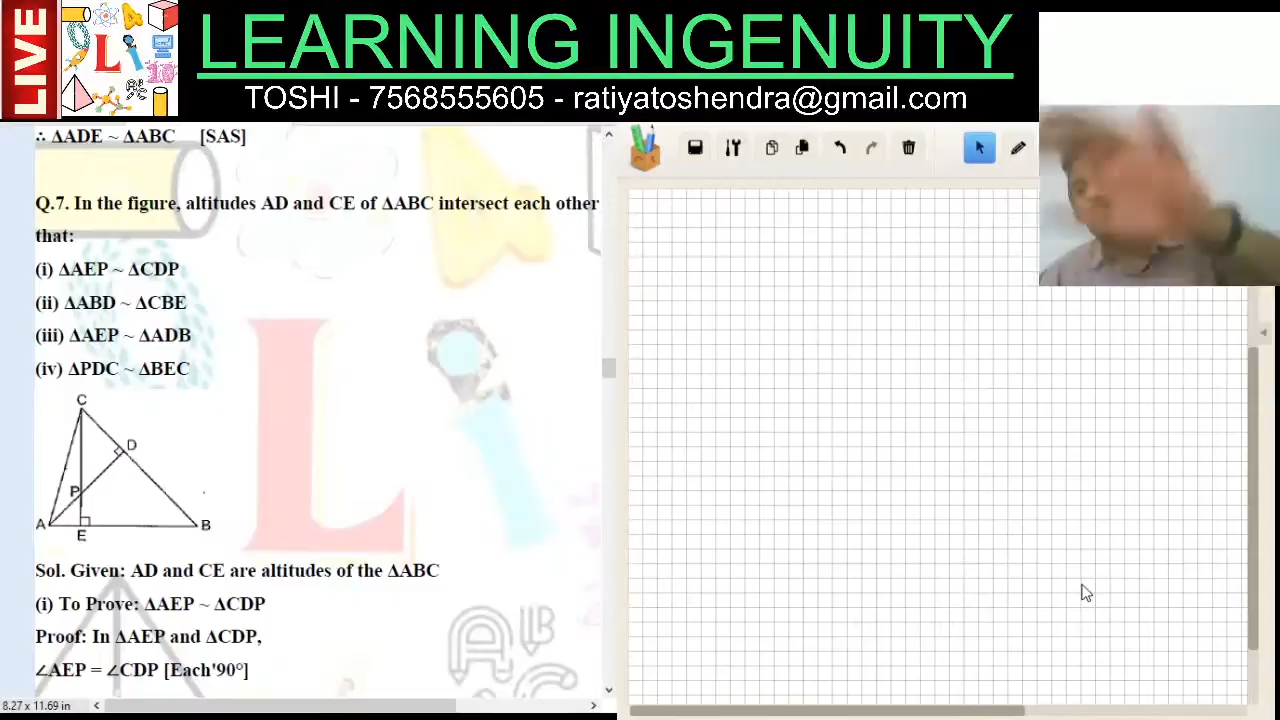 LIVE
LEARNING INGENUITY
TOSHI - 7568555605 - ratiyatoshendra@gmail.com
∴ ΔADE ~ ΔABC [SAS]
Q.7. In the figure, altitudes AD and CE of ΔABC intersect each other
that:
(i) ΔAEP ~ ΔCDP
(ii) ΔABD ~ ΔCBE
(iii) ΔAEP ~ ΔADB
(iv) ΔPDC ~ ΔBEC
C
D
P
A
B
E
Sol. Given: AD and CE are altitudes of the ΔABC
(i) To Prove: ΔAEP ~ ΔCDP
Proof: In ΔAEP and ΔCDP,
∠AEP = ∠CDP [Each'90°]
8.27 x 11.69 in